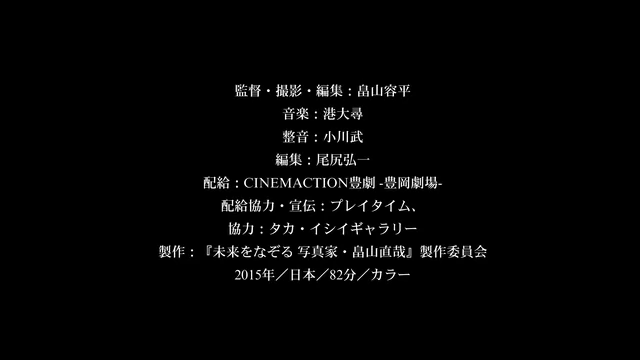 監督・撮影・編集：畠山容平
音楽：港大尋
整音：小川武
編集：尾尻弘一
配給：CINEMACTION豊劇 -豊岡劇場-
配給協力・宣伝：プレイタイム、
協力：タカ・イシイギャラリー
製作：『未来をなぞる 写真家・畠山直哉』製作委員会
2015年／日本／82分／カラー